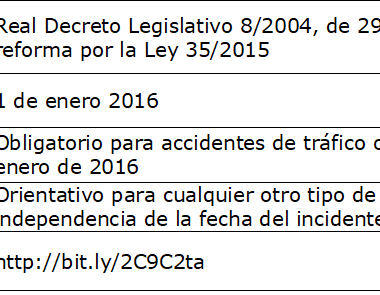 Real Decreto Legislativo 8/2004, de 29
reforma por la Ley 35/2015
1 de enero 2016
Obligatorio para accidentes de tráfico
enero de 2016
Orientativo para cualquier otro tipo de
independencia de la fecha del incidente
http://bit.ly/2C9C2ta